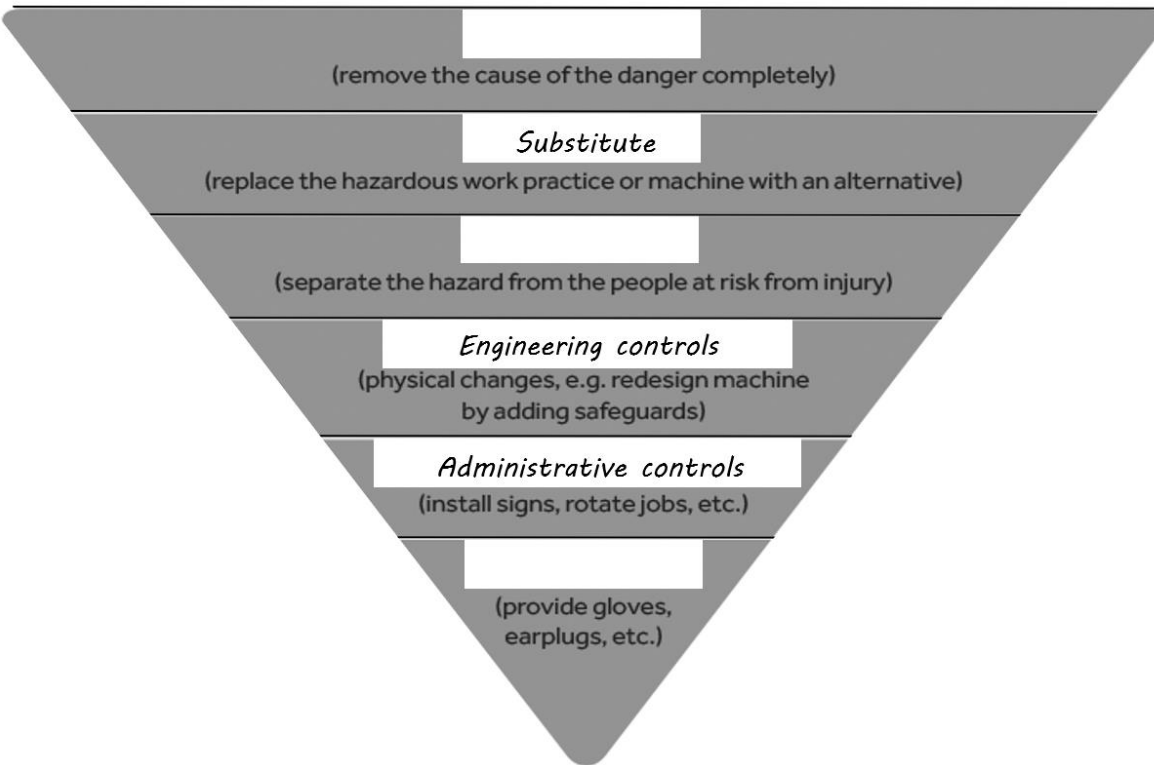 (remove the cause of the danger completely)
Substitute
(replace the hazardous work practice or machine with an alternative)
(separate the hazard from the people at risk from injury)
Engineering controls
(physical changes, e.g. redesign machine
by adding safeguards)
Administrative controls
(install signs, rotate jobs, etc.)
(provide gloves,
earplugs, etc.)